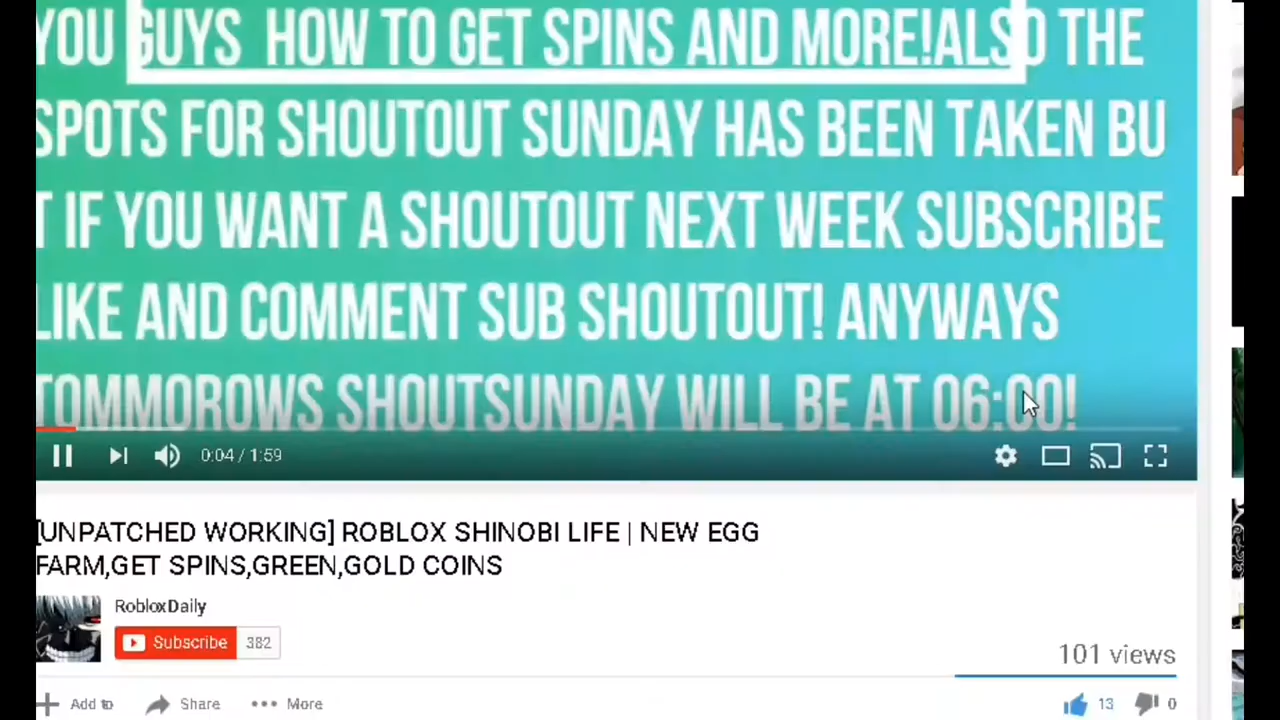 YOU GUYS HOW TO GET SPINS AND MORE!ALSO THE
SPOTS FOR SHOUTOUT SUNDAY HAS BEEN TAKEN BU
T IF YOU WANT A SHOUTOUT NEXT WEEK SUBSCRIBE
LIKE AND COMMENT SUB SHOUTOUT! ANYWAYS
TOMMOROWS SHOUTSUNDAY WILL BE AT 06:00!
0:04 / 1:59
[UNPATCHED WORKING] ROBLOX SHINOBI LIFE | NEW EGG
FARM,GET SPINS,GREEN,GOLD COINS
RobloxDaily
Subscribe 382
101 views
Add to Share More 13 0